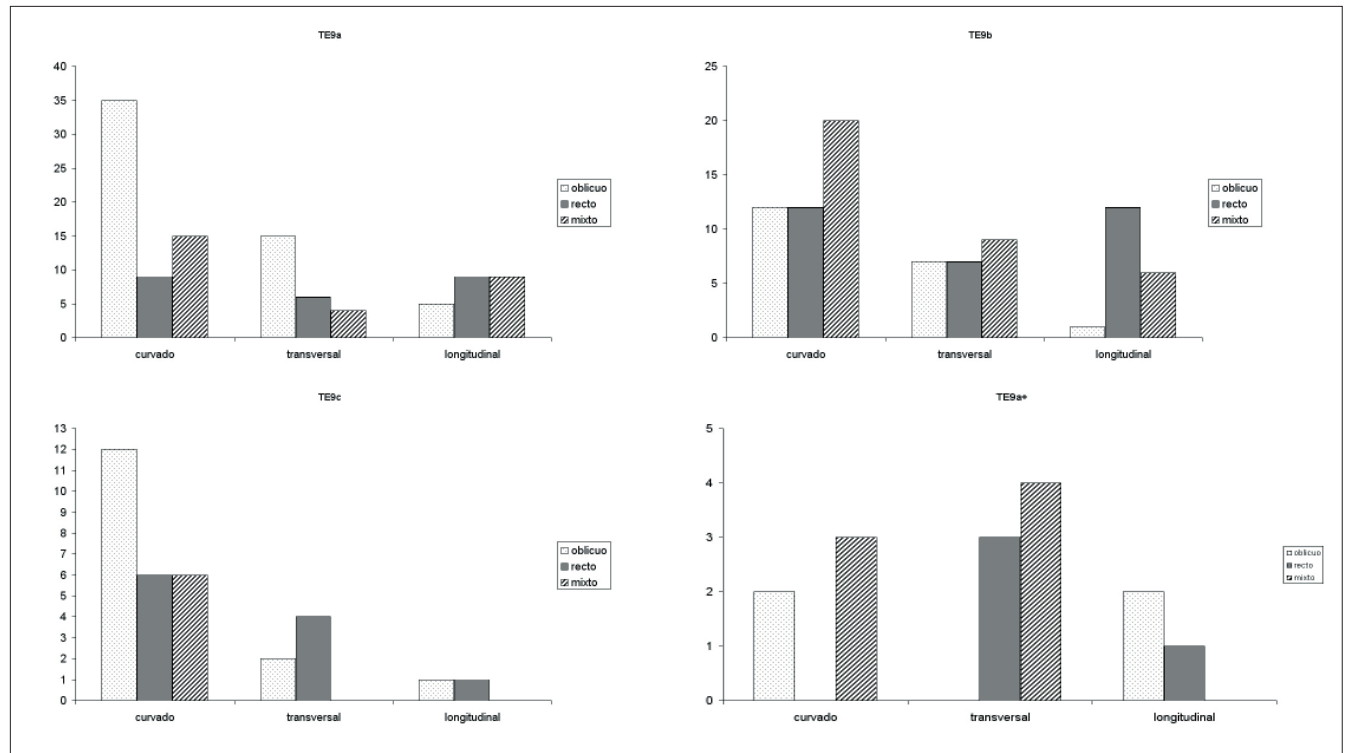 TE9a
40
35
30
25
20
15
10
5
0
curvado transversal longitudinal
oblicuo
recto
mixto
TE9b
25
20
15
10
5
0
curvado transversal longitudinal
oblicuo
recto
mixto
TE9c
13
12
11
10
9
8
7
6
5
4
3
2
1
0
curvado transversal longitudinal
oblicuo
recto
mixto
TE9a+
5
4
3
2
1
0
curvado transversal longitudinal
oblicuo
recto
mixto